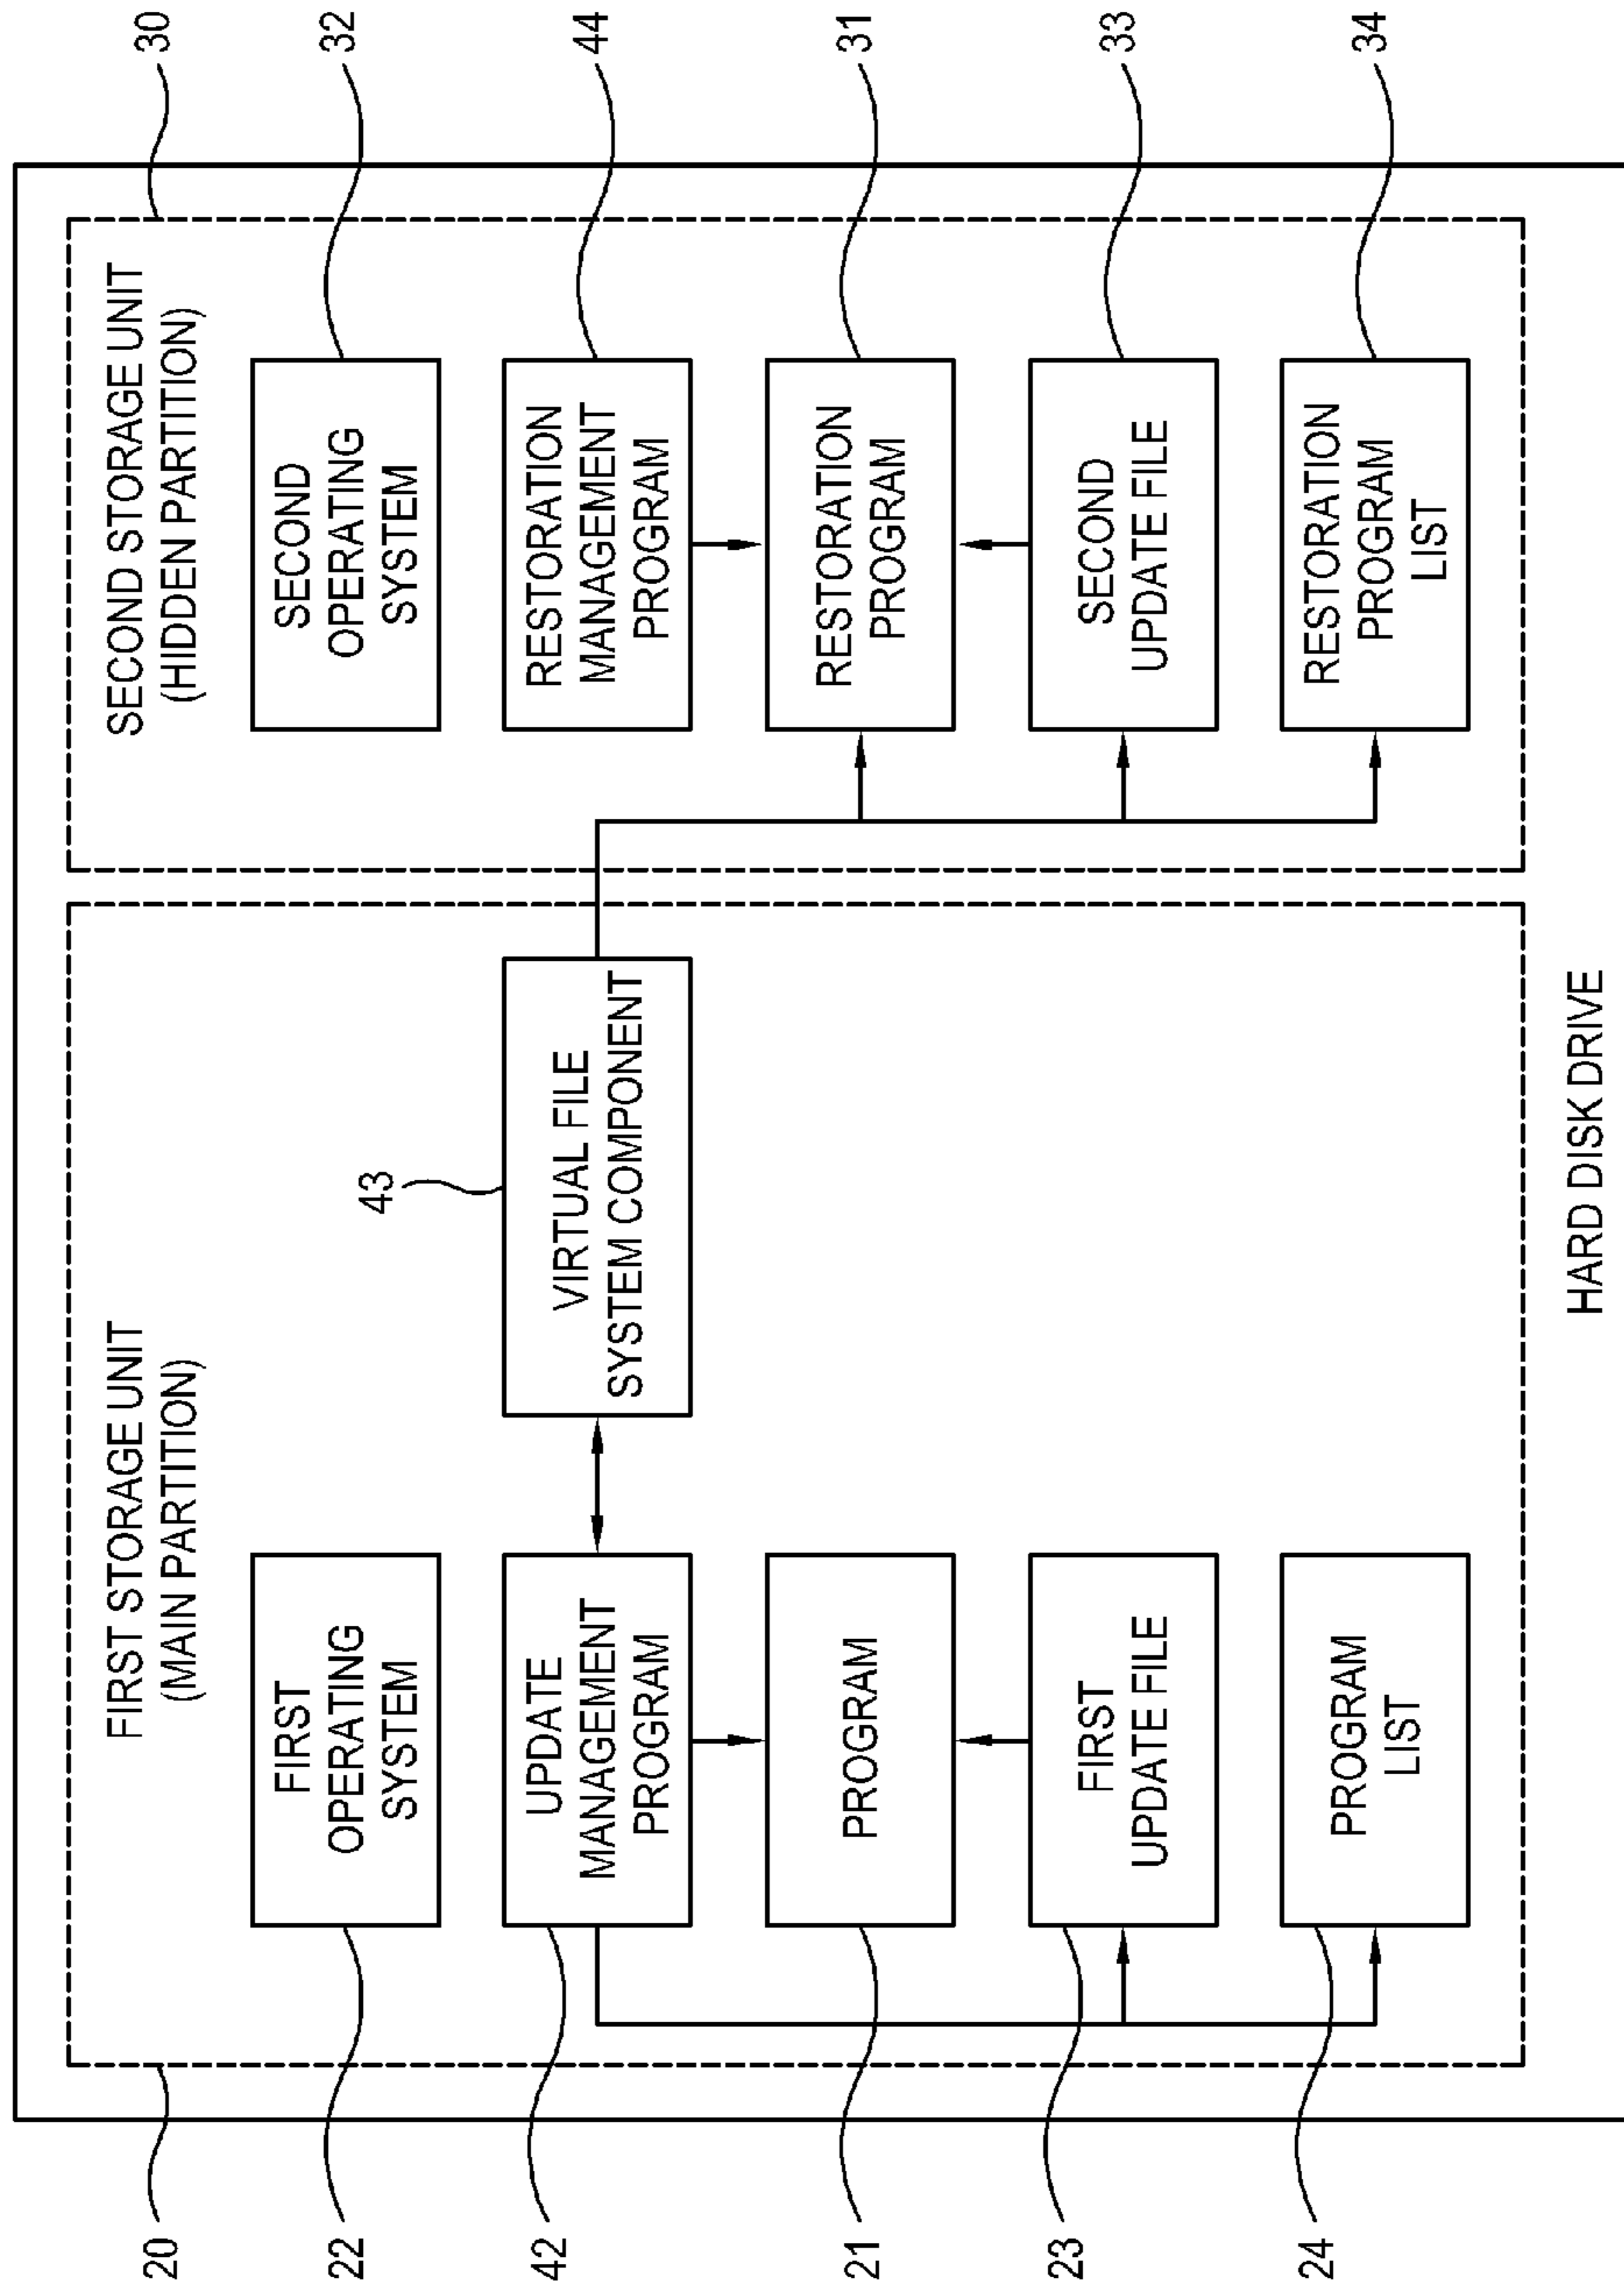 FIRST STORAGE UNIT
(MAIN PARTITION)
20
FIRST
OPERATING
SYSTEM
22
UPDATE
MANAGEMENT
PROGRAM
42
PROGRAM
21
FIRST
UPDATE FILE
23
PROGRAM
LIST
24
43
VIRTUAL FILE
SYSTEM COMPONENT
SECOND STORAGE UNIT
(HIDDEN PARTITION)
30
SECOND
OPERATING
SYSTEM
32
RESTORATION
MANAGEMENT
PROGRAM
44
RESTORATION
PROGRAM
31
SECOND
UPDATE FILE
33
RESTORATION
PROGRAM
LIST
34
HARD DISK DRIVE